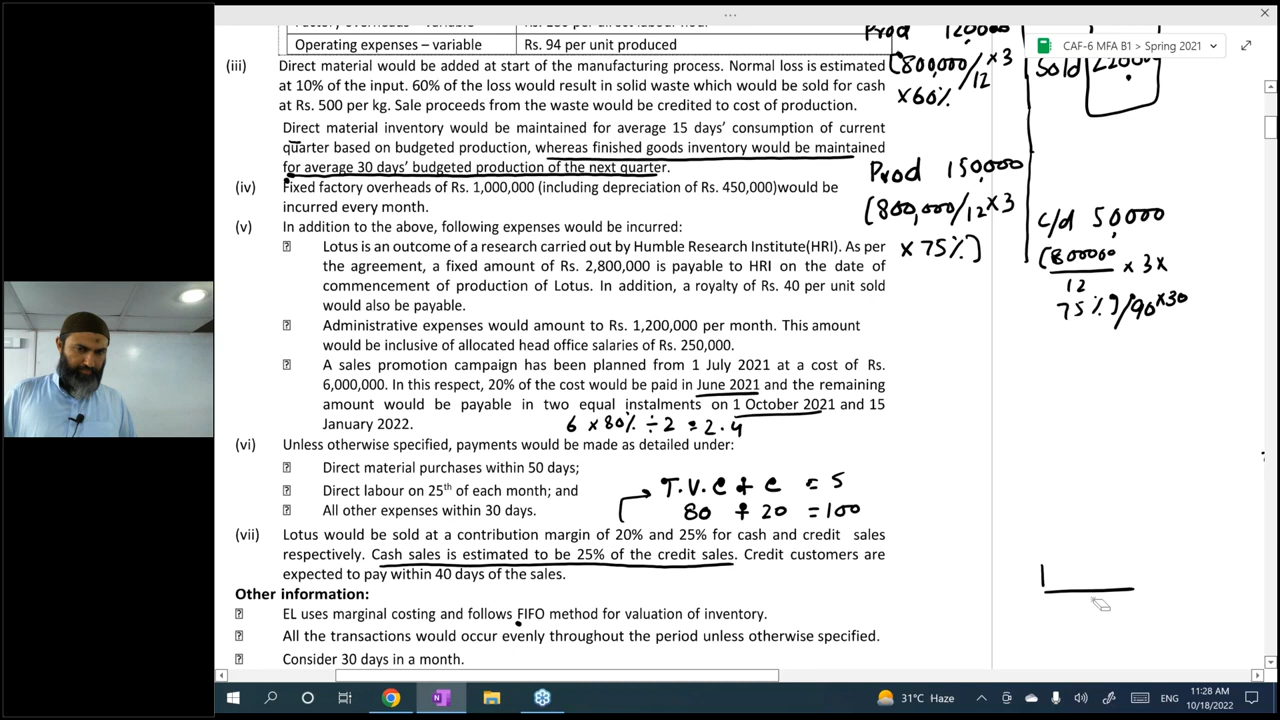 CAF-6 MFA B1 > Spring 2021
Operating expenses – variable Rs. 94 per unit produced
(iii) Direct material would be added at start of the manufacturing process. Normal loss is estimated
at 10% of the input. 60% of the loss would result in solid waste which would be sold for cash
at Rs. 500 per kg. Sale proceeds from the waste would be credited to cost of production.
Direct material inventory would be maintained for average 15 days’ consumption of current
quarter based on budgeted production, whereas finished goods inventory would be maintained
for average 30 days’ budgeted production of the next quarter.
(iv) Fixed factory overheads of Rs. 1,000,000 (including depreciation of Rs. 450,000)would be
incurred every month.
(v) In addition to the above, following expenses would be incurred:
Lotus is an outcome of a research carried out by Humble Research Institute(HRI). As per
the agreement, a fixed amount of Rs. 2,800,000 is payable to HRI on the date of
commencement of production of Lotus. In addition, a royalty of Rs. 40 per unit sold
would also be payable.
Administrative expenses would amount to Rs. 1,200,000 per month. This amount
would be inclusive of allocated head office salaries of Rs. 250,000.
A sales promotion campaign has been planned from 1 July 2021 at a cost of Rs.
6,000,000. In this respect, 20% of the cost would be paid in June 2021 and the remaining
amount would be payable in two equal instalments on 1 October 2021 and 15
January 2022.
6 x 80% ÷ 2 = 2.4
(vi) Unless otherwise specified, payments would be made as detailed under:
Direct material purchases within 50 days;
Direct labour on 25th of each month; and
All other expenses within 30 days.
T.V.C + C = S
80 + 20 = 100
(vii) Lotus would be sold at a contribution margin of 20% and 25% for cash and credit sales
respectively. Cash sales is estimated to be 25% of the credit sales. Credit customers are
expected to pay within 40 days of the sales.
Other information:
EL uses marginal costing and follows FIFO method for valuation of inventory.
All the transactions would occur evenly throughout the period unless otherwise specified.
Consider 30 days in a month.
Prod 120,000
(800,000/12 x3
x60%
Prod 150,000
(800,000/12 x3
x 75%]
Sold
c/d 50,000
12
x 3 x
75%)/90 x30
31°C Haze
ENG
11:28 AM
10/18/2022